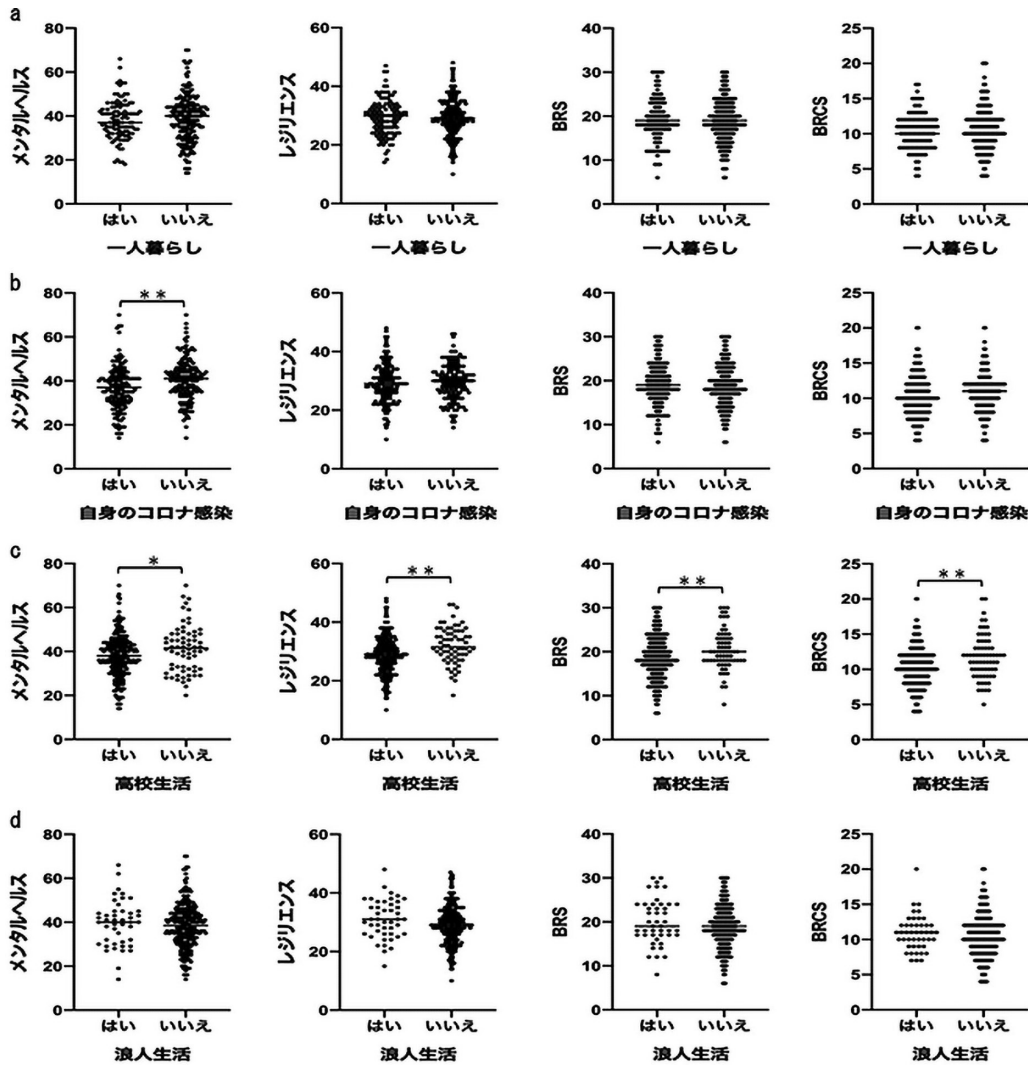 a
メンタルヘルス
80
60
40
20
0
はい いいえ
一人暮らし
レジリエンス
60
40
20
0
はい いいえ
一人暮らし
BRS
40
30
20
10
0
はい いいえ
一人暮らし
BRCS
25
20
15
10
5
0
はい いいえ
一人暮らし
b
メンタルヘルス
80
60
40
20
0
**
はい いいえ
自身のコロナ感染
レジリエンス
60
40
20
0
はい いいえ
自身のコロナ感染
BRS
40
30
20
10
0
はい いいえ
自身のコロナ感染
BRCS
25
20
15
10
5
0
はい いいえ
自身のコロナ感染
c
メンタルヘルス
80
60
40
20
0
*
はい いいえ
高校生活
レジリエンス
60
40
20
0
**
はい いいえ
高校生活
BRS
40
30
20
10
0
**
はい いいえ
高校生活
BRCS
25
20
15
10
5
0
**
はい いいえ
高校生活
d
メンタルヘルス
80
60
40
20
0
はい いいえ
浪人生活
レジリエンス
60
40
20
0
はい いいえ
浪人生活
BRS
40
30
20
10
0
はい いいえ
浪人生活
BRCS
25
20
15
10
5
0
はい いいえ
浪人生活